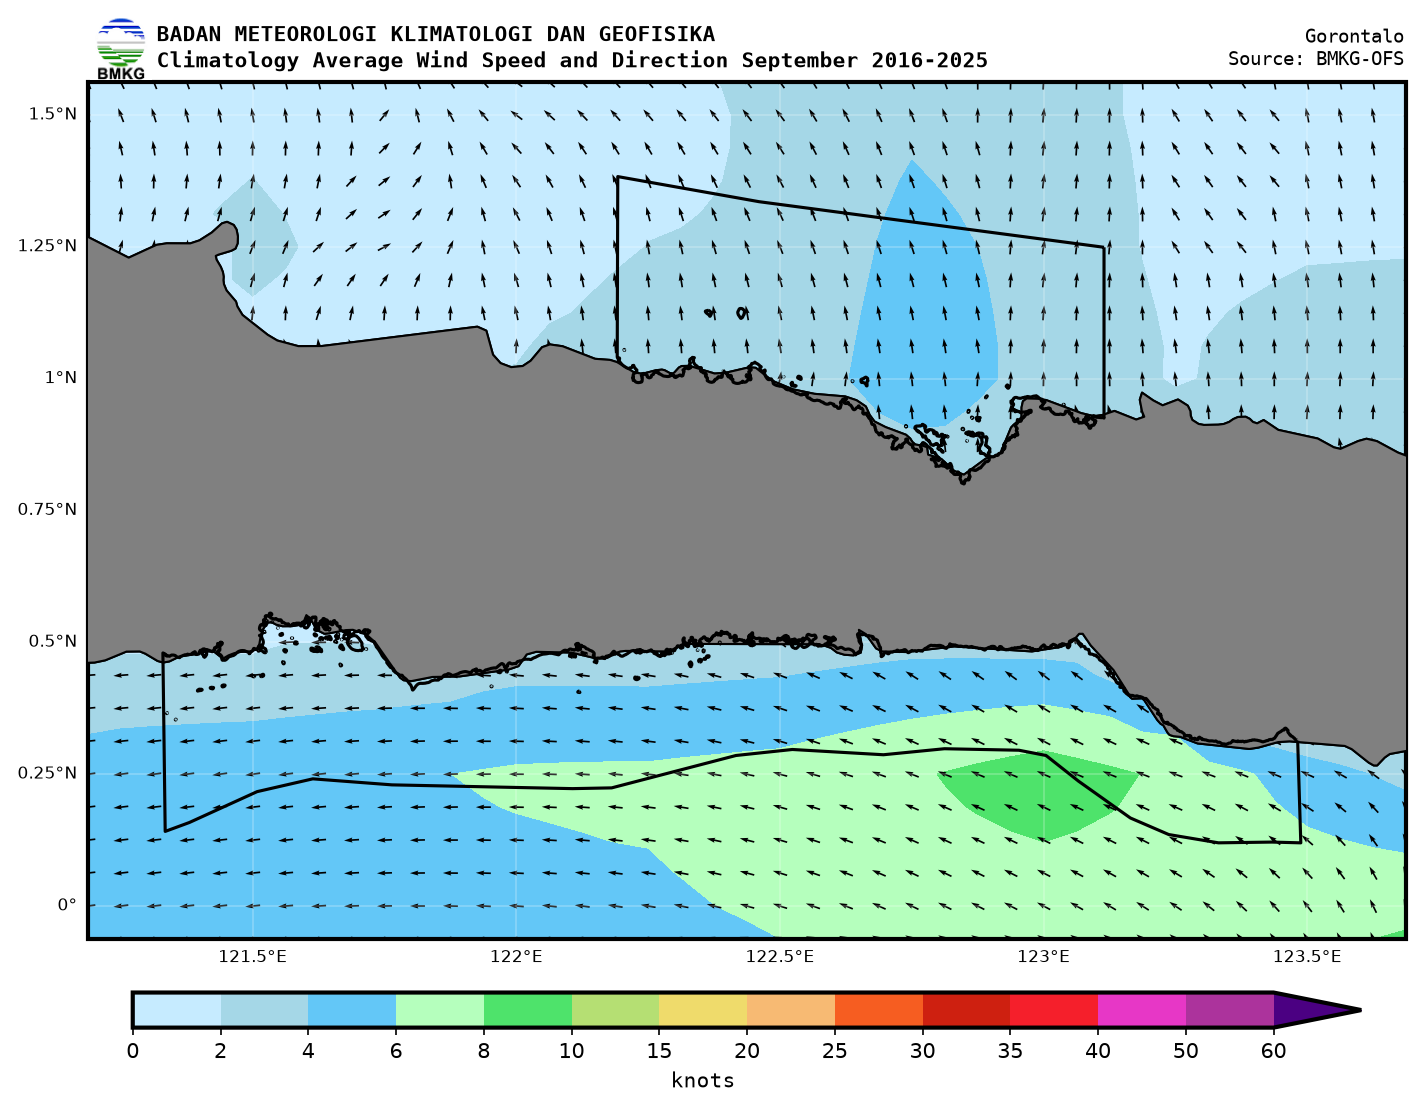 BADAN METEOROLOGI KLIMATOLOGI DAN GEOFISIKA
Climatology Average Wind Speed and Direction September 2016-2025
BMKG
Gorontalo
Source: BMKG-OFS
1.5°N
1.25°N
1°N
0.75°N
0.5°N
0.25°N
0°
121.5°E 122°E 122.5°E 123°E 123.5°E
0 2 4 6 8 10 15 20 25 30 35 40 50 60
knots